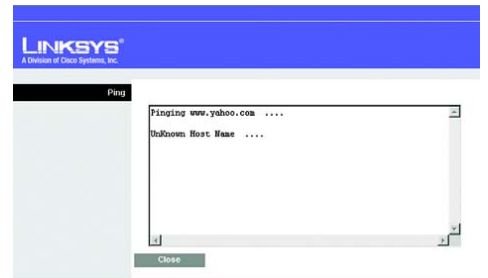 LINKSYS®
A Division of Cisco Systems, Inc.
Ping
Pinging www.yahoo.com ....
UnKnown Host Name ....
Close